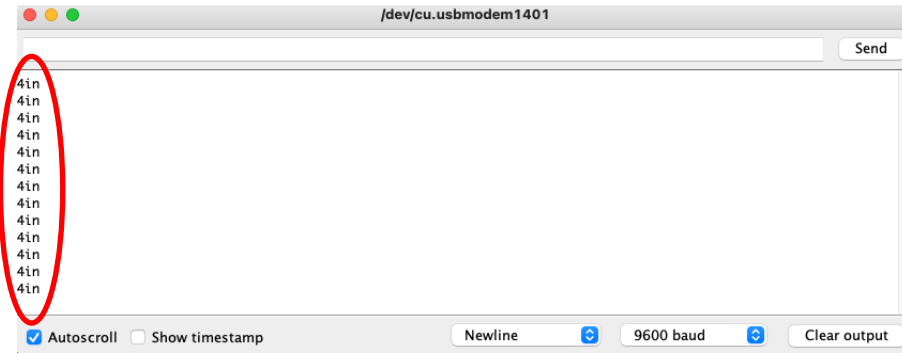 /dev/cu.usbmodem1401
Send
4in
4in
4in
4in
4in
4in
4in
4in
4in
4in
4in
4in
4in
Autoscroll Show timestamp Newline 9600 baud Clear output